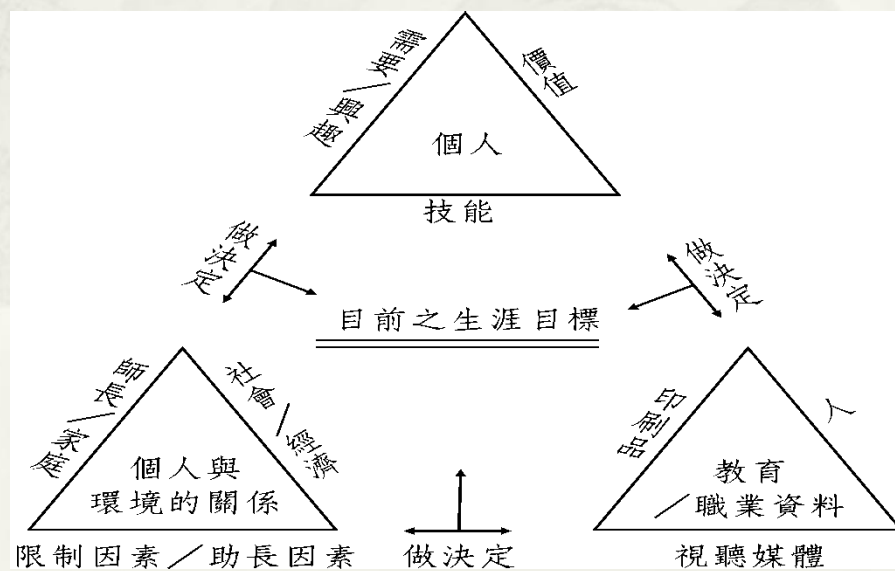 需要／興趣
價值
個人
技能
做決定
做決定
目前之生涯目標
師長／家庭
社會／經濟
個人與
環境的關係
限制因素／助長因素
做決定
印刷品
人
教育
／職業資料
視聽媒體